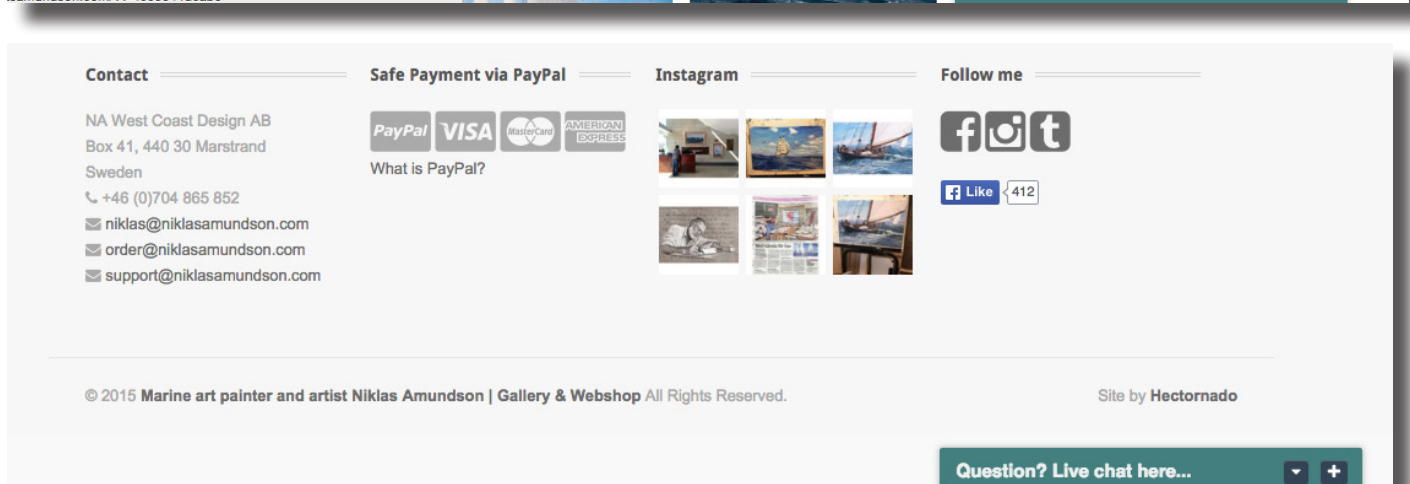 Contact
NA West Coast Design AB
Box 41, 440 30 Marstrand
Sweden
+46 (0)704 865 852
niklas@niklasamundson.com
order@niklasamundson.com
support@niklasamundson.com
Safe Payment via PayPal
PayPal VISA MasterCard AMERICAN EXPRESS
What is PayPal?
Instagram
Follow me
Like 412
© 2015 Marine art painter and artist Niklas Amundson | Gallery & Webshop All Rights Reserved.
Site by Hectornado
Question? Live chat here...